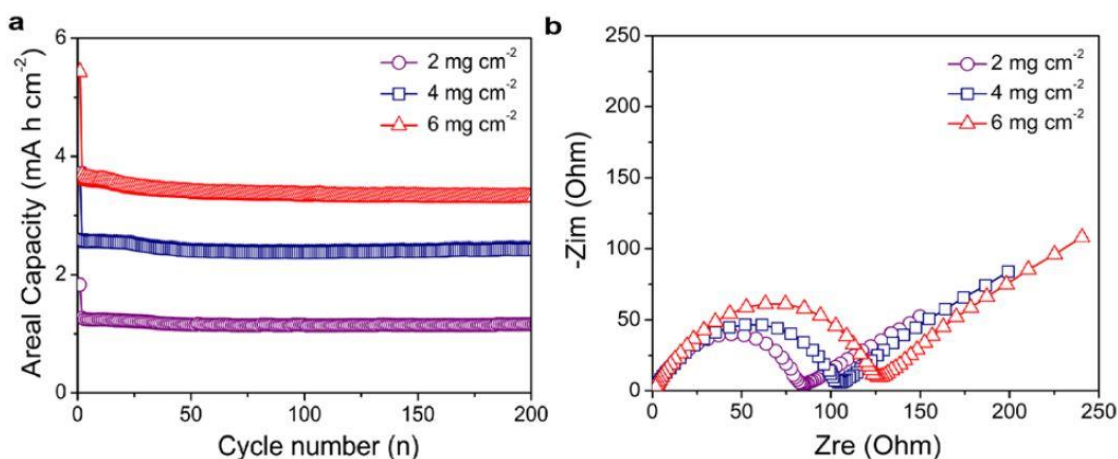 a
6
4
2
0
Areal Capacity (mA h cm⁻²)
2 mg cm⁻²
4 mg cm⁻²
6 mg cm⁻²
0 50 100 150 200
Cycle number (n)
b
250
200
150
100
50
0
-Zim (Ohm)
2 mg cm⁻²
4 mg cm⁻²
6 mg cm⁻²
0 50 100 150 200 250
Zre (Ohm)